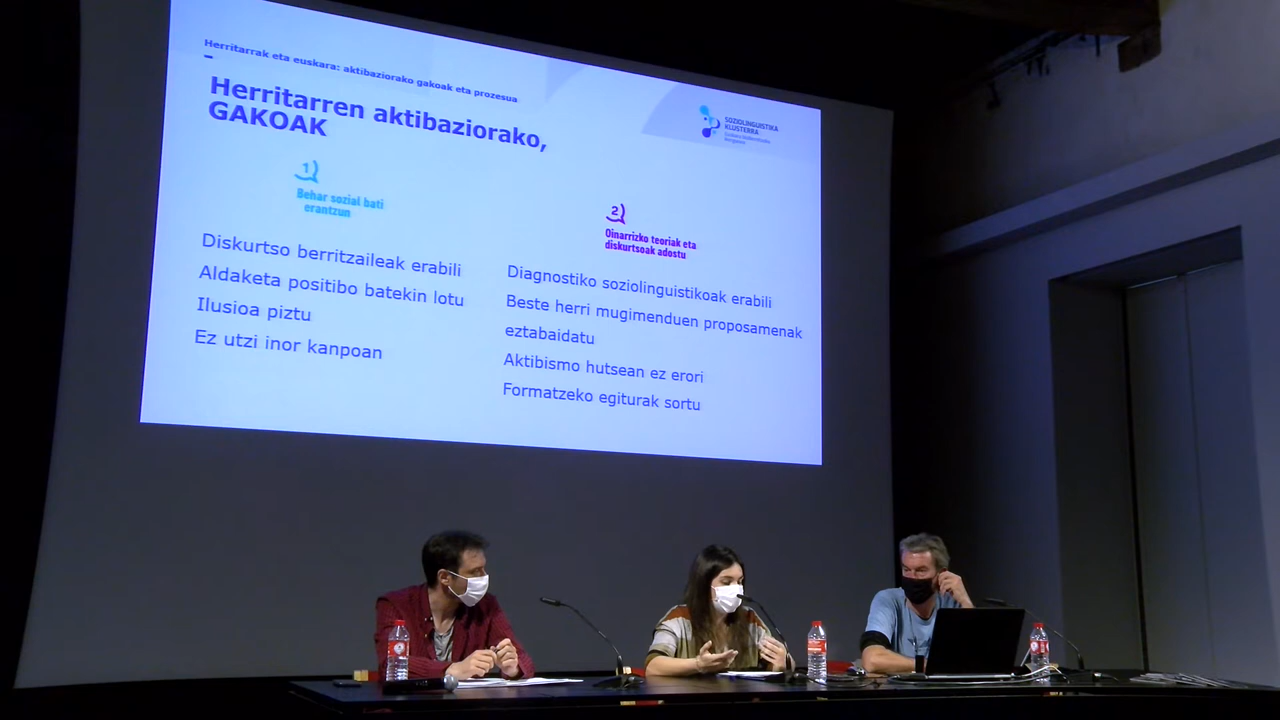 Herritarrak eta euskara: aktibaziorako gakoak eta prozesua
Herritarren aktibaziorako,
GAKOAK
SOZIOLINGUISTIKA
KLUSTERRA
1
Behar sozial bati
erantzun
Diskurtso berritzaileak erabili
Aldaketa positibo batekin lotu
Ilusioa piztu
Ez utzi inor kanpoan
2
Oinarrizko teoriak eta
diskurtsoak adostu
Diagnostiko soziolinguistikoak erabili
Beste herri mugimenduen proposamenak
eztabaidatu
Aktibismo hutsean ez erori
Formatzeko egiturak sortu